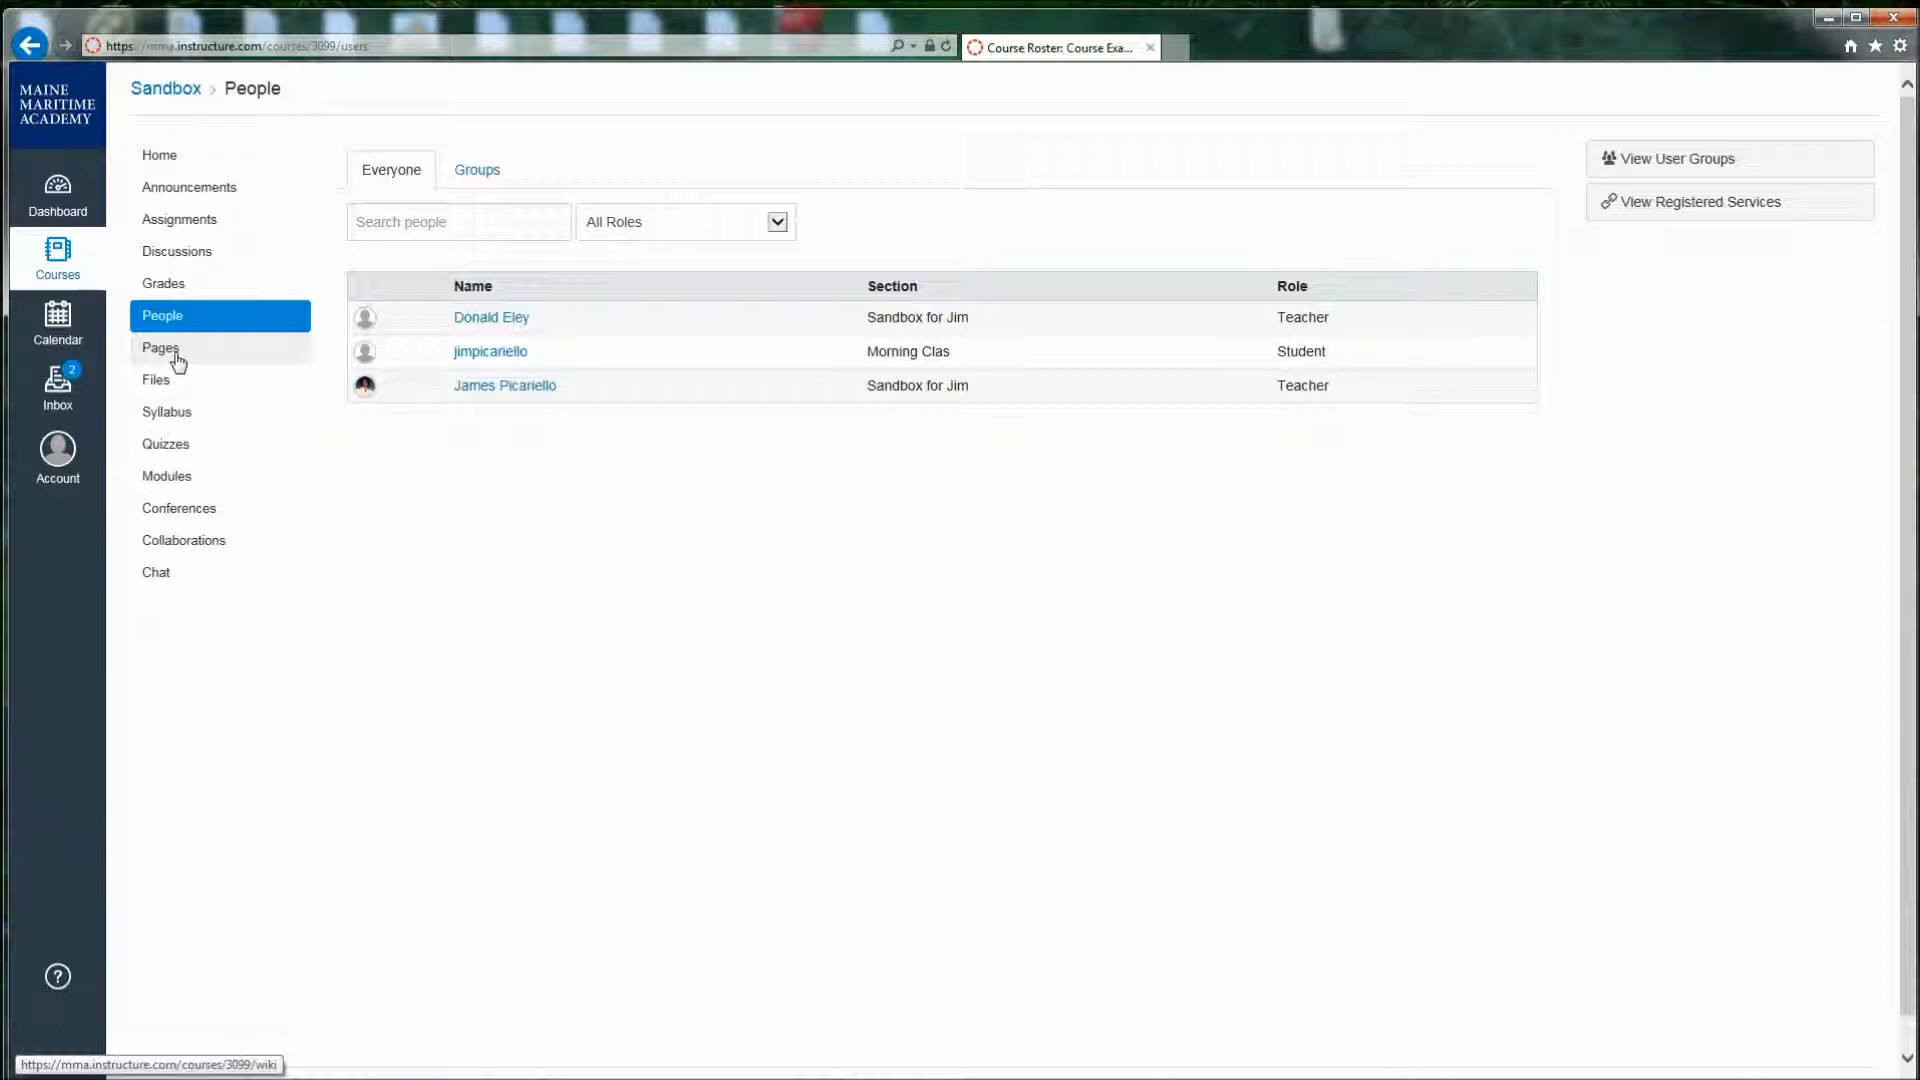 https://mma.instructure.com/courses/3099/users
Course Roster: Course Exa...
MAINE
MARITIME
ACADEMY
Sandbox > People
Dashboard
Courses
Calendar
2
Inbox
Account
Home
Announcements
Assignments
Discussions
Grades
People
Pages
Files
Syllabus
Quizzes
Modules
Conferences
Collaborations
Chat
Everyone Groups
Search people All Roles
Name Section Role
Donald Eley Sandbox for Jim Teacher
jimpicariello Morning Clas Student
James Picariello Sandbox for Jim Teacher
View User Groups
View Registered Services
?
https://mma.instructure.com/courses/3099/wiki